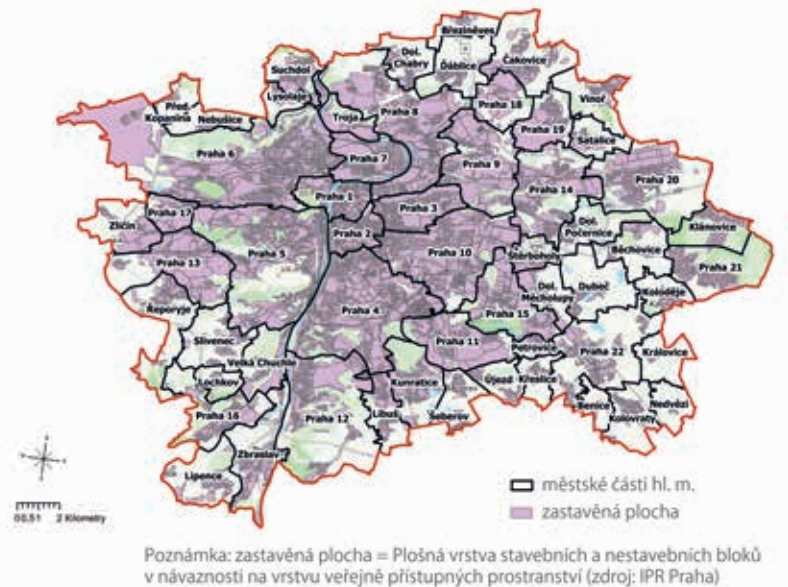 Březiněves
Dol. Chabry
Ďáblice
Čakovice
Suchdol
Lysolaje
Praha 8
Praha 18
Vinoř
Před. Kopanina
Nebušice
Troja
Praha 19
Satalice
Praha 6
Praha 7
Praha 9
Praha 14
Praha 20
Praha 1
Praha 3
Praha 17
Zličín
Praha 2
Dol. Počernice
Klánovice
Praha 5
Praha 10
Štěrboholy
Běchovice
Praha 13
Praha 21
Dol. Měcholupy
Dubeč
Koloděje
Řeporyje
Praha 4
Praha 15
Slivenec
Praha 11
Petrovice
Praha 22
Královice
Velká Chuchle
Lochkov
Kunratice
Újezd
Křeslice
Praha 16
Praha 12
Libuš
Šeberov
Benice
Kolovraty
Nedvězí
Zbraslav
Lipence
městské části hl. m.
zastavěná plocha
00,51 2 Kilometry
Poznámka: zastavěná plocha = Plošná vrstva stavebních a nestavebních bloků
v návaznosti na vrstvu veřejně přístupných prostranství (zdroj: IPR Praha)